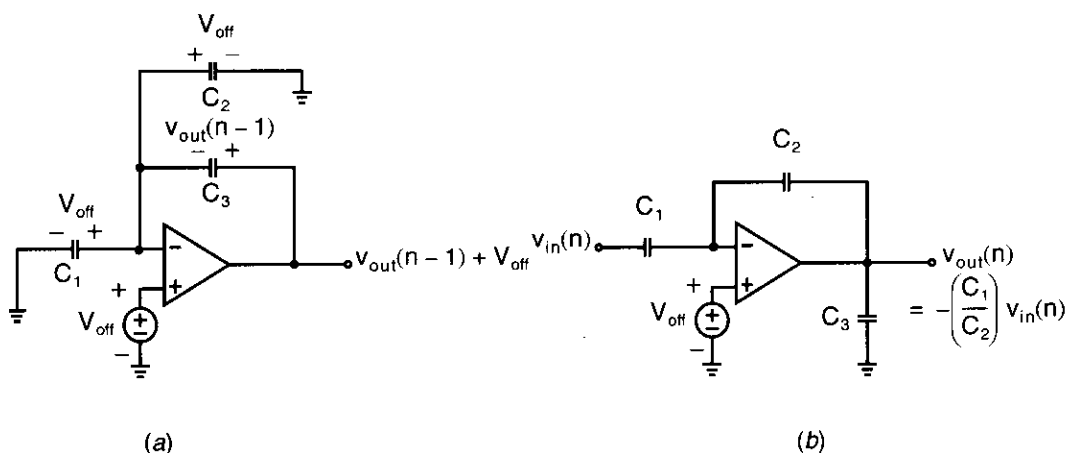 V_off
+ −
C_2
v_out(n − 1)
− +
C_3
V_off
− +
C_1
−
+
v_out(n − 1) + V_off
+
V_off
+
−
−
(a)
C_2
C_1
v_in(n)
−
+
v_out(n)
= −(C_1/C_2) v_in(n)
+
V_off
+
−
−
C_3
(b)